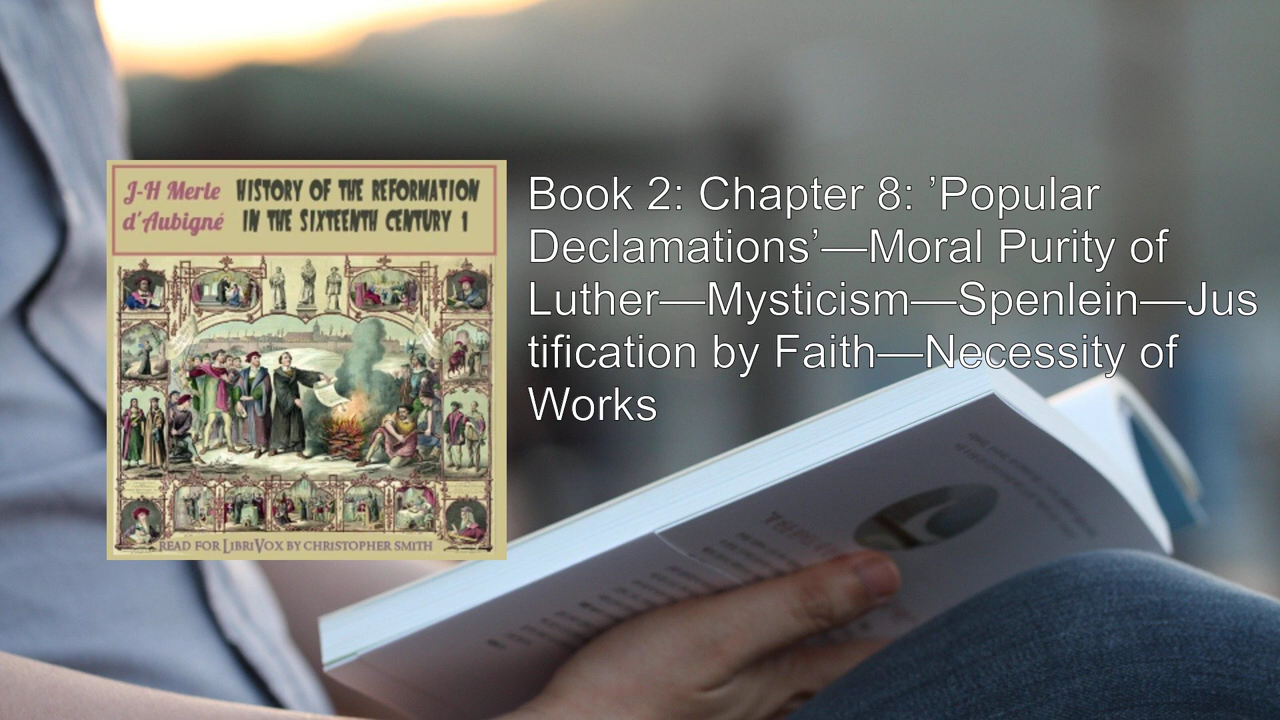 J-H Merle d'Aubigné
HISTORY OF THE REFORMATION
IN THE SIXTEENTH CENTURY 1
READ FOR LIBRIVOX BY CHRISTOPHER SMITH
Book 2: Chapter 8: ’Popular
Declamations’—Moral Purity of
Luther—Mysticism—Spenlein—Jus
tification by Faith—Necessity of
Works